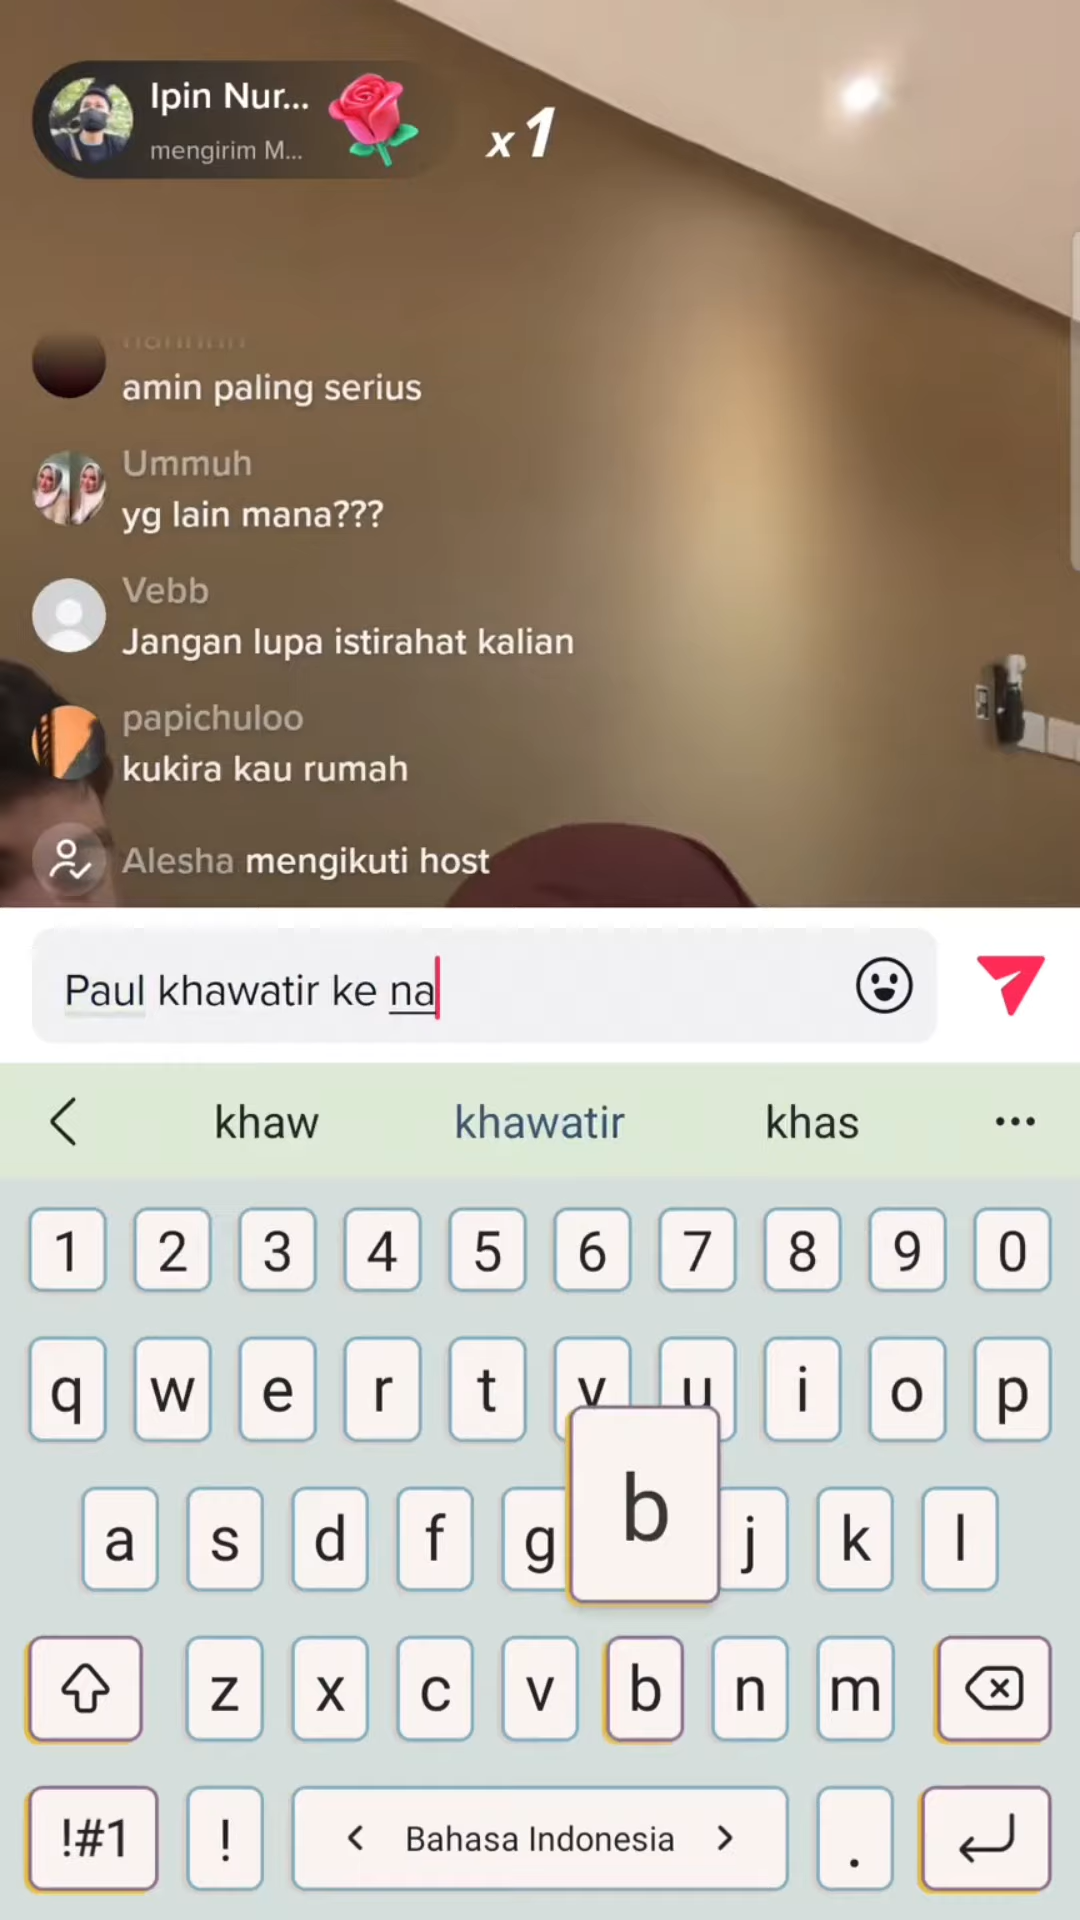 Ipin Nur...
mengirim M...
x 1
amin paling serius
Ummuh
yg lain mana???
Vebb
Jangan lupa istirahat kalian
papichuloo
kukira kau rumah
Alesha mengikuti host
Paul khawatir ke na
khaw khawatir khas ...
1 2 3 4 5 6 7 8 9 0
q w e r t y u i o p
a s d f g b j k l
z x c v b n m
!#1 ! < Bahasa Indonesia > .